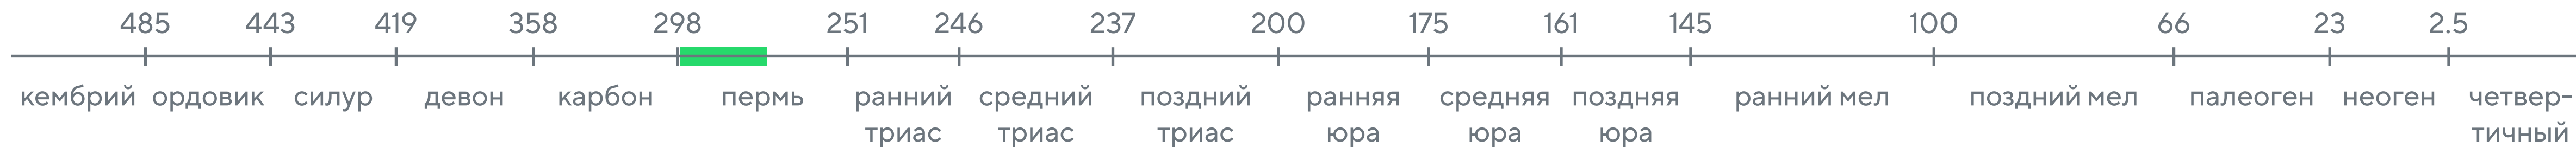 485 443 419 358 298 251 246 237 200 175 161 145 100 66 23 2.5
кембрий ордовик силур девон карбон пермь ранний средний поздний ранняя средняя поздняя ранний мел поздний мел палеоген неоген четвер-
триас триас триас юра юра юра тичный